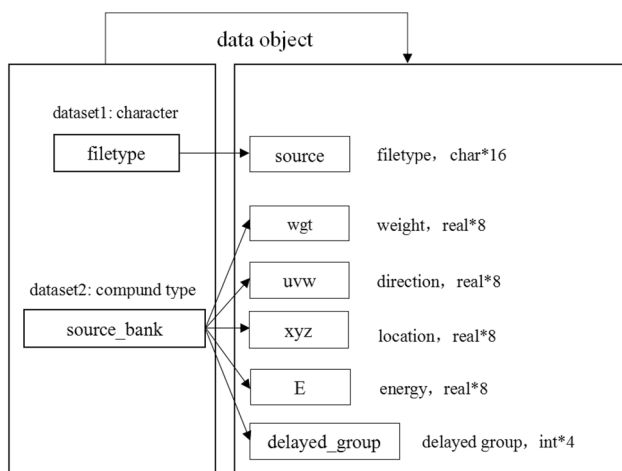 data object
dataset1: character
filetype
source
filetype，char*16
wgt
weight，real*8
dataset2: compund type
uvw
direction，real*8
source_bank
xyz
location，real*8
E
energy，real*8
delayed_group
delayed group，int*4